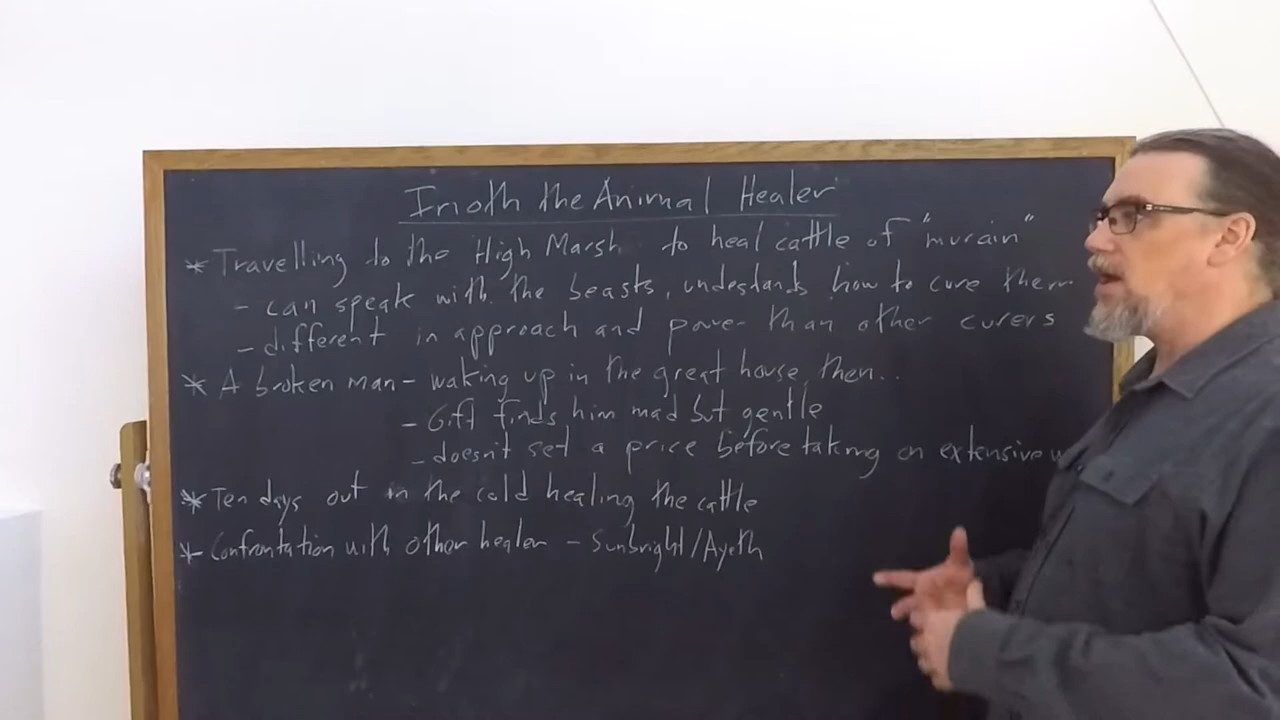 Irioth the Animal Healer
* Travelling to the High Marsh to heal cattle of "murain"
- can speak with the beasts, undestands how to cure them
- different in approach and power than other curers
* A broken man - waking up in the great house, then...
- Gift finds him mad but gentle
- doesn't set a price before taking on extensive
* Ten days out in the cold healing the cattle
* Confrontation with other healer - Sunbright/Ayeth